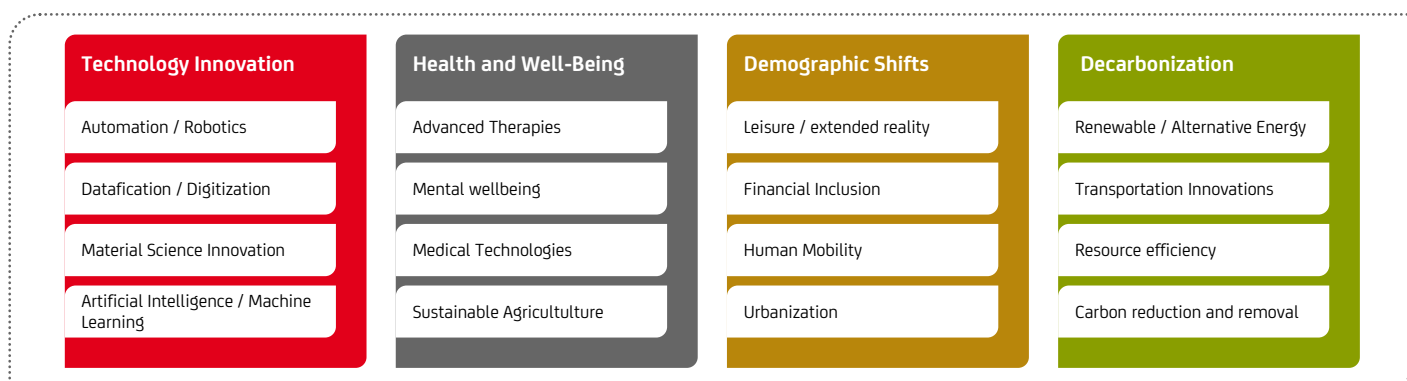 Technology Innovation
Automation / Robotics
Datafication / Digitization
Material Science Innovation
Artificial Intelligence / Machine
Learning
Health and Well-Being
Advanced Therapies
Mental wellbeing
Medical Technologies
Sustainable Agricultulture
Demographic Shifts
Leisure / extended reality
Financial Inclusion
Human Mobility
Urbanization
Decarbonization
Renewable / Alternative Energy
Transportation Innovations
Resource efficiency
Carbon reduction and removal